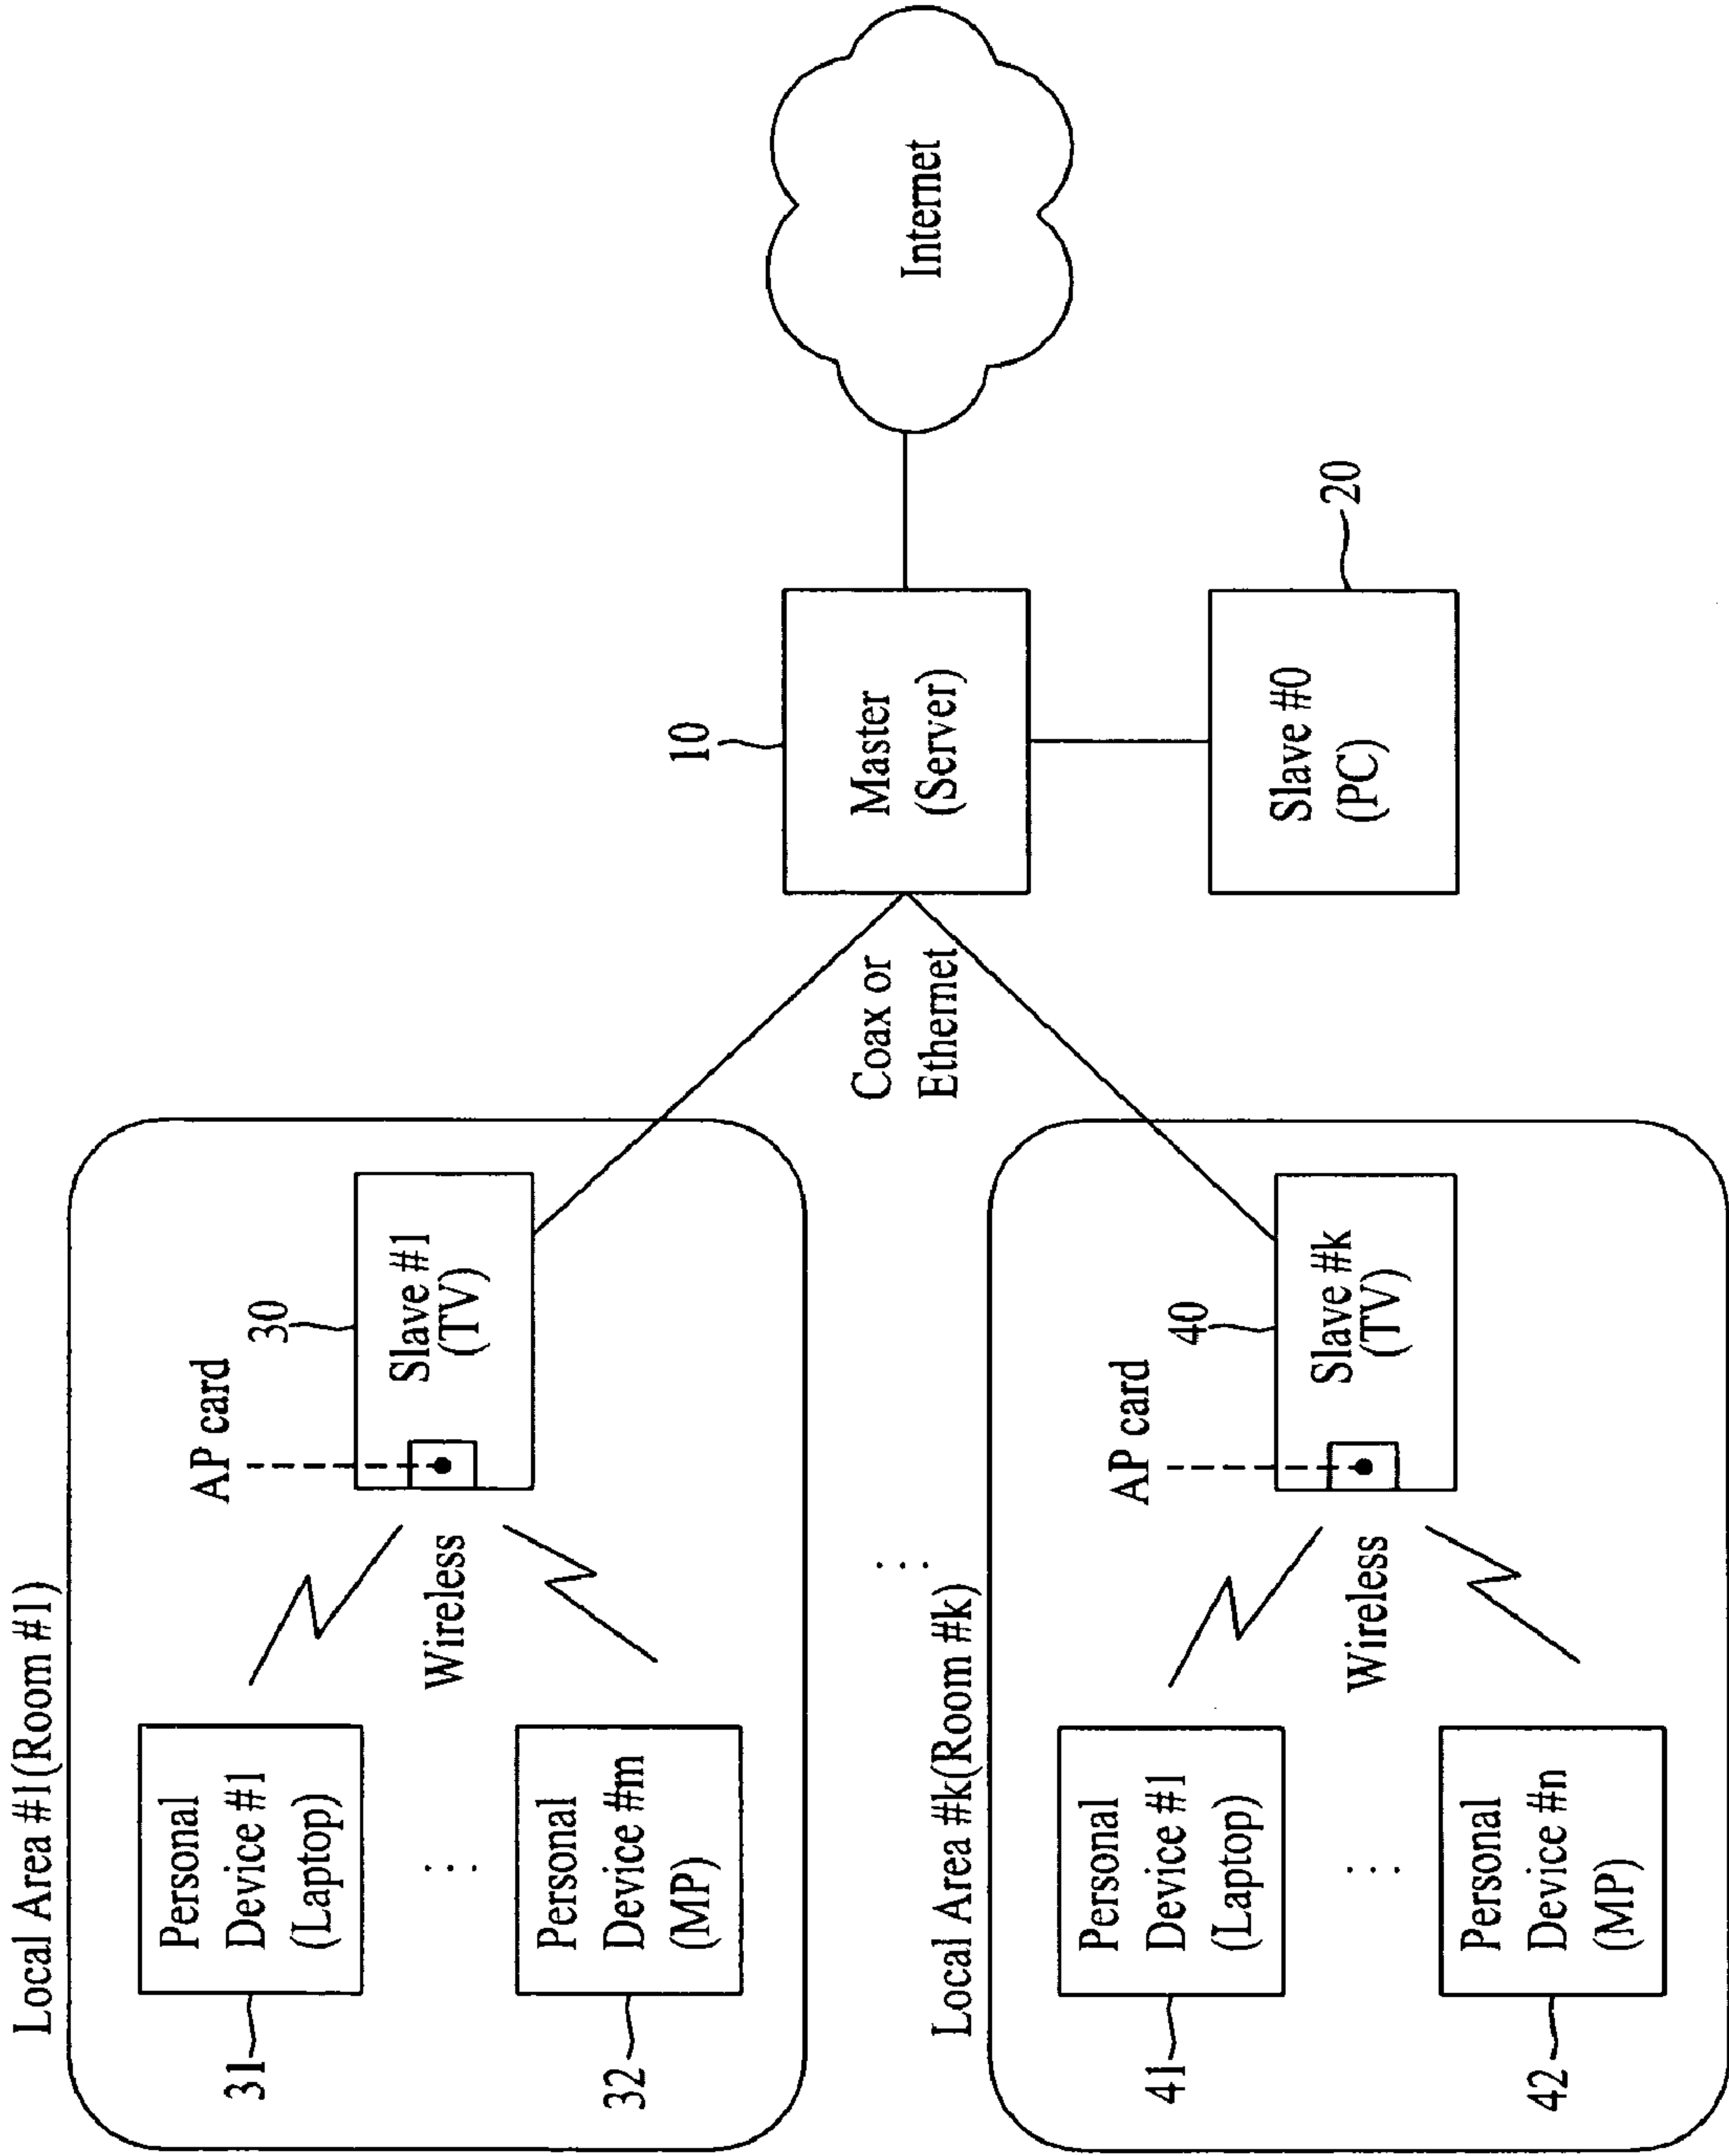 Local Area #1(Room #1)
31
Personal
Device #1
(Laptop)
⋮
32
Personal
Device #m
(MP)
Wireless
AP card
30
Slave #1
(TV)
⋮
Local Area #k(Room #k)
41
Personal
Device #1
(Laptop)
⋮
42
Personal
Device #n
(MP)
Wireless
AP card
40
Slave #k
(TV)
Coax or
Ethernet
10
Master
(Server)
20
Slave #0
(PC)
Internet